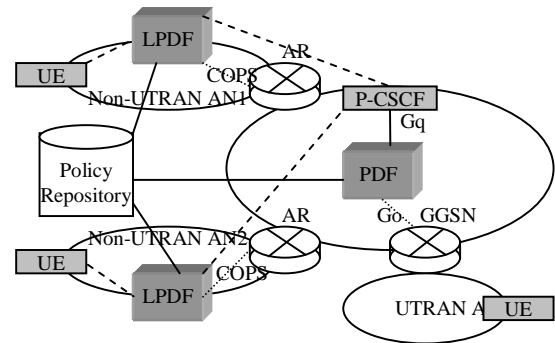 LPDF
AR
UE
COPS
Non-UTRAN AN1
P-CSCF
Gq
Policy
Repository
PDF
AR
Go
GGSN
Non-UTRAN AN2
UE
COPS
LPDF
UTRAN A
UE